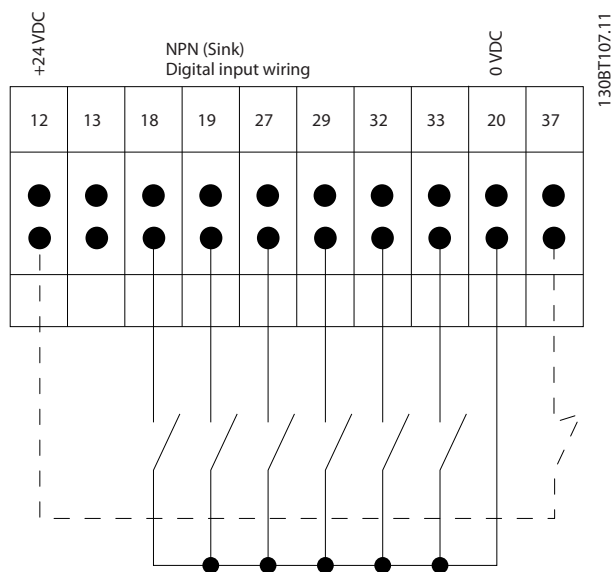 +24 VDC
NPN (Sink)
Digital input wiring
0 VDC
130BT107.11
12 13 18 19 27 29 32 33 20 37